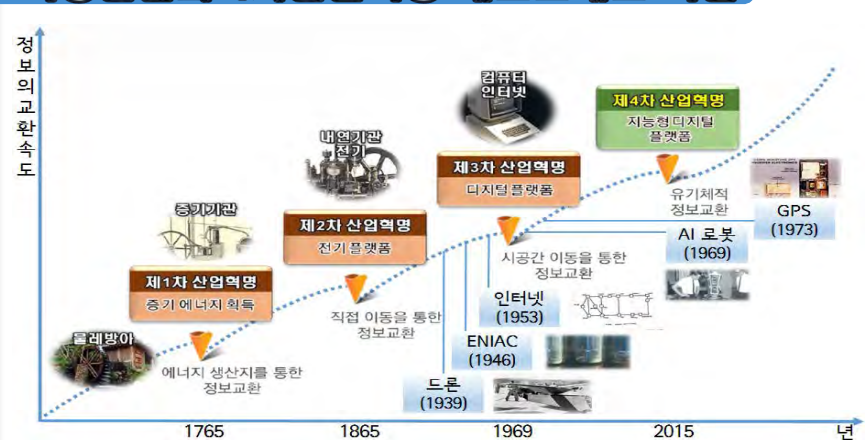 정
보
의
교
환
속
도
물레방아
증기기관
제1차 산업혁명
증기 에너지 획득
에너지 생산지를 통한
정보교환
내연기관
전기
제2차 산업혁명
전기 플랫폼
직접 이동을 통한
정보교환
컴퓨터
인터넷
제3차 산업혁명
디지털 플랫폼
시공간 이동을 통한
정보교환
제4차 산업혁명
지능형 디지털
플랫폼
유기체적
정보교환
GPS
(1973)
AI 로봇
(1969)
인터넷
(1953)
ENIAC
(1946)
드론
(1939)
1765
1865
1969
2015
년